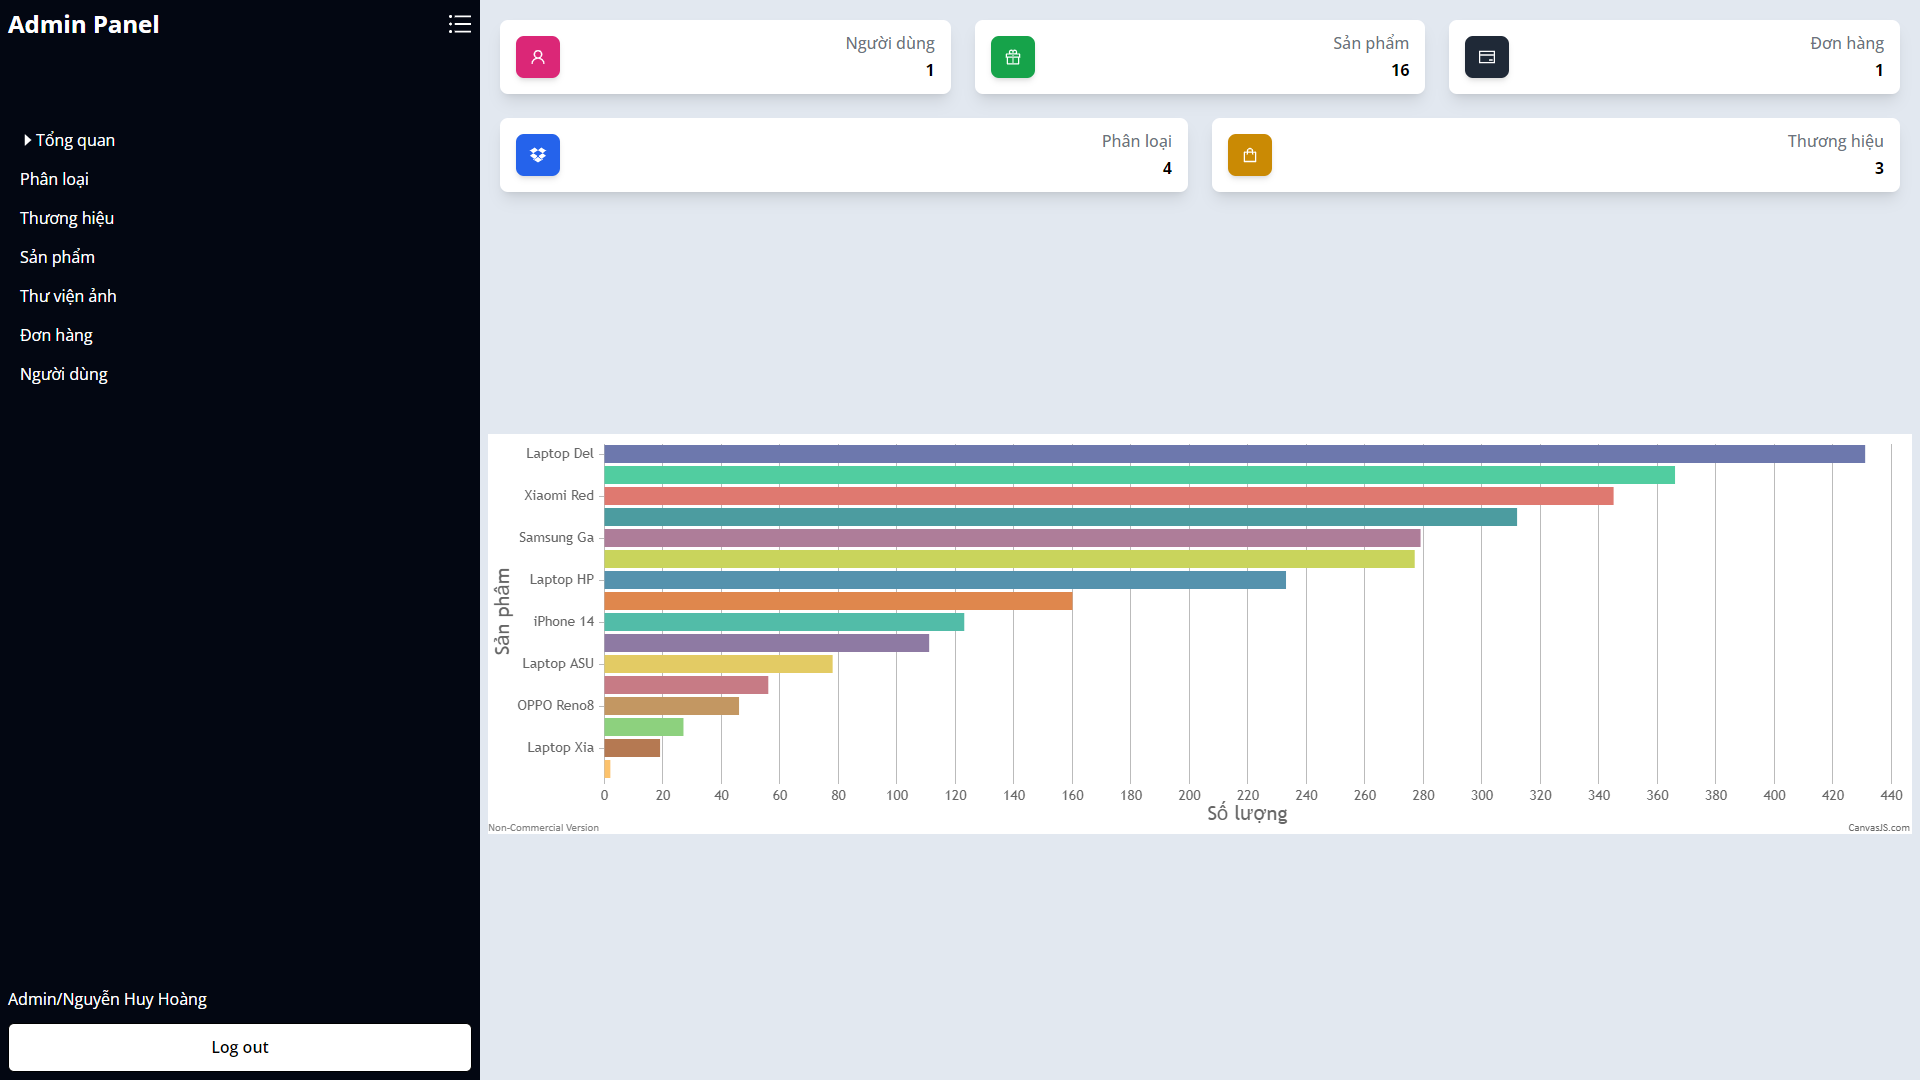 Admin Panel
Tổng quan
Phân loại
Thương hiệu
Sản phẩm
Thư viện ảnh
Đơn hàng
Người dùng
Admin/Nguyễn Huy Hoàng
Log out
Người dùng
1
Sản phẩm
16
Đơn hàng
1
Phân loại
4
Thương hiệu
3
Sản phẩm
Laptop Del
Xiaomi Red
Samsung Ga
Laptop HP
iPhone 14
Laptop ASU
OPPO Reno8
Laptop Xia
0 20 40 60 80 100 120 140 160 180 200 220 240 260 280 300 320 340 360 380 400 420 440
Số lượng
Non-Commercial Version
CanvasJS.com